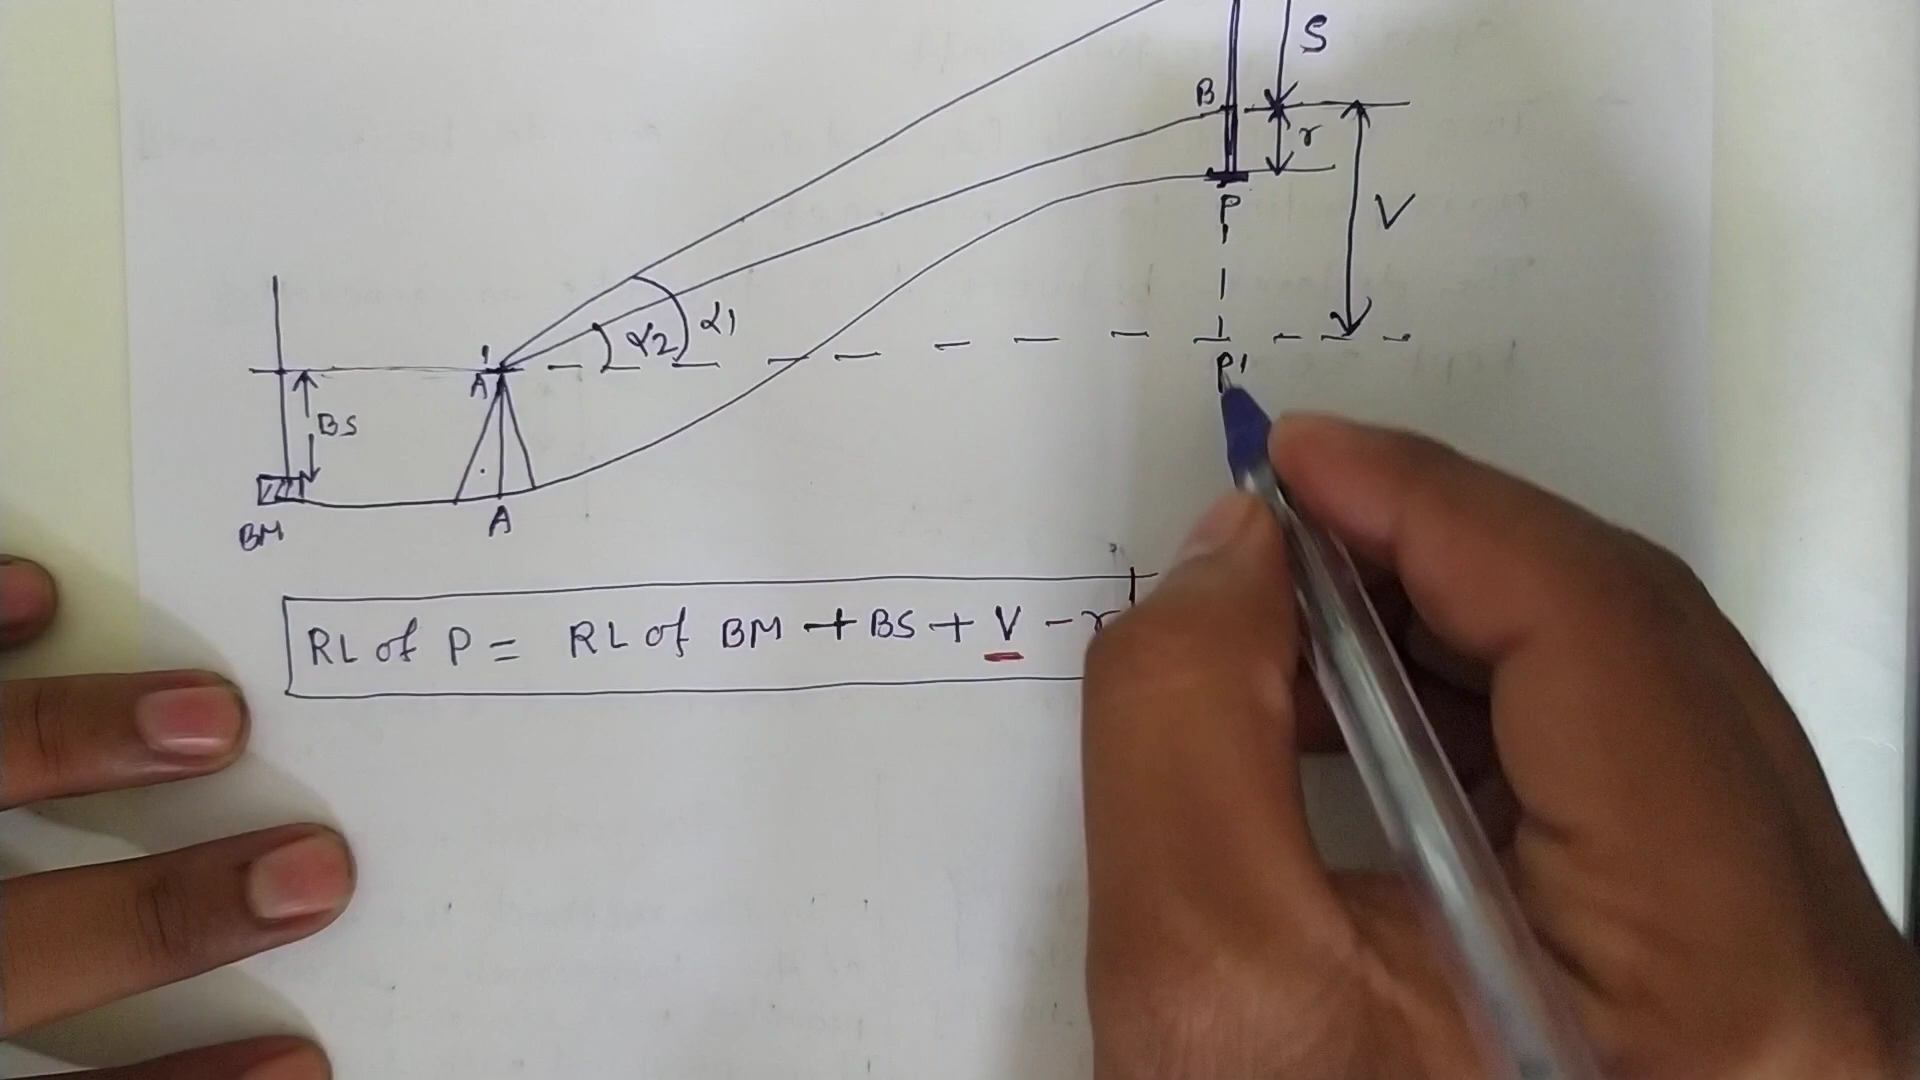 S
B
r
P
V
α1
α2
A'
P'
BS
BM
A
RL of P = RL of BM + BS + V - r